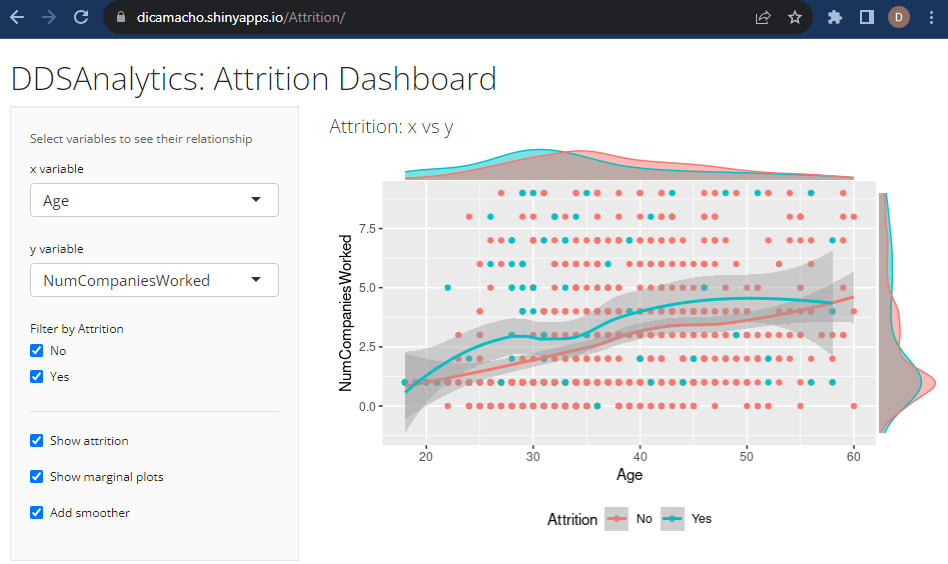 dicamacho.shinyapps.io/Attrition/
D
DDSAnalytics: Attrition Dashboard
Select variables to see their relationship
x variable
Age
y variable
NumCompaniesWorked
Filter by Attrition
No
Yes
Show attrition
Show marginal plots
Add smoother
Attrition: x vs y
NumCompaniesWorked
7.5
5.0
2.5
0.0
20 30 40 50 60
Age
Attrition No Yes